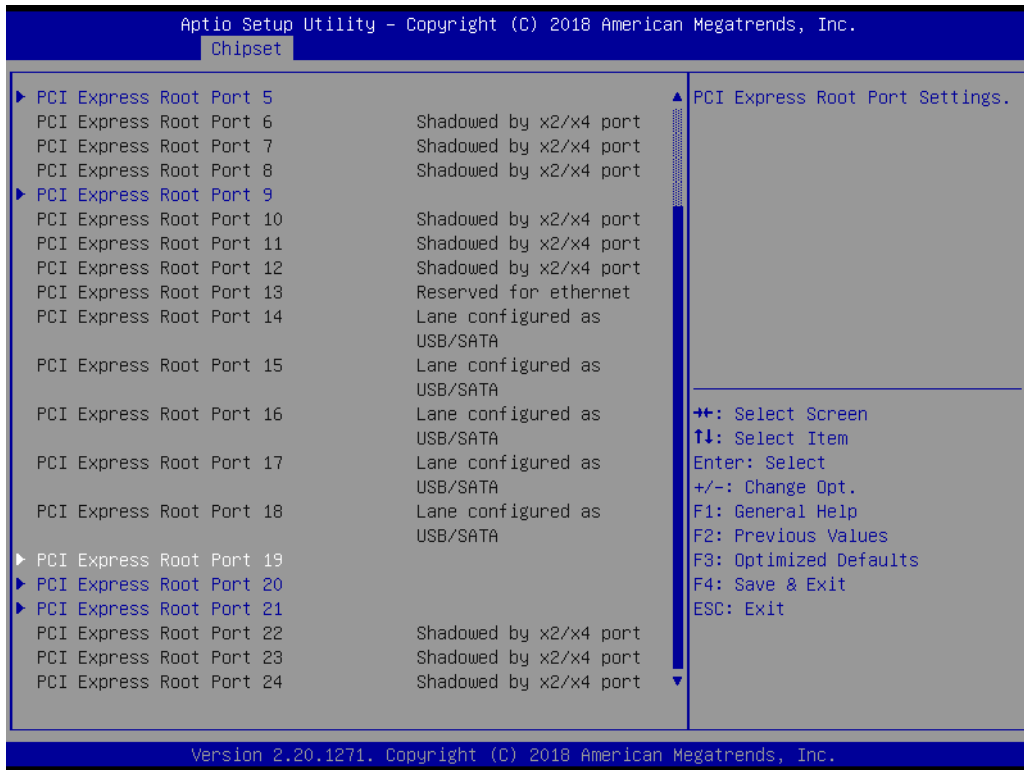 Aptio Setup Utility – Copyright (C) 2018 American Megatrends, Inc.
Chipset
PCI Express Root Port 5
PCI Express Root Port 6 Shadowed by x2/x4 port
PCI Express Root Port 7 Shadowed by x2/x4 port
PCI Express Root Port 8 Shadowed by x2/x4 port
PCI Express Root Port 9
PCI Express Root Port 10 Shadowed by x2/x4 port
PCI Express Root Port 11 Shadowed by x2/x4 port
PCI Express Root Port 12 Shadowed by x2/x4 port
PCI Express Root Port 13 Reserved for ethernet
PCI Express Root Port 14 Lane configured as
USB/SATA
PCI Express Root Port 15 Lane configured as
USB/SATA
PCI Express Root Port 16 Lane configured as
USB/SATA
PCI Express Root Port 17 Lane configured as
USB/SATA
PCI Express Root Port 18 Lane configured as
USB/SATA
PCI Express Root Port 19
PCI Express Root Port 20
PCI Express Root Port 21
PCI Express Root Port 22 Shadowed by x2/x4 port
PCI Express Root Port 23 Shadowed by x2/x4 port
PCI Express Root Port 24 Shadowed by x2/x4 port
PCI Express Root Port Settings.
→←: Select Screen
↑↓: Select Item
Enter: Select
+/-: Change Opt.
F1: General Help
F2: Previous Values
F3: Optimized Defaults
F4: Save & Exit
ESC: Exit
Version 2.20.1271. Copyright (C) 2018 American Megatrends, Inc.